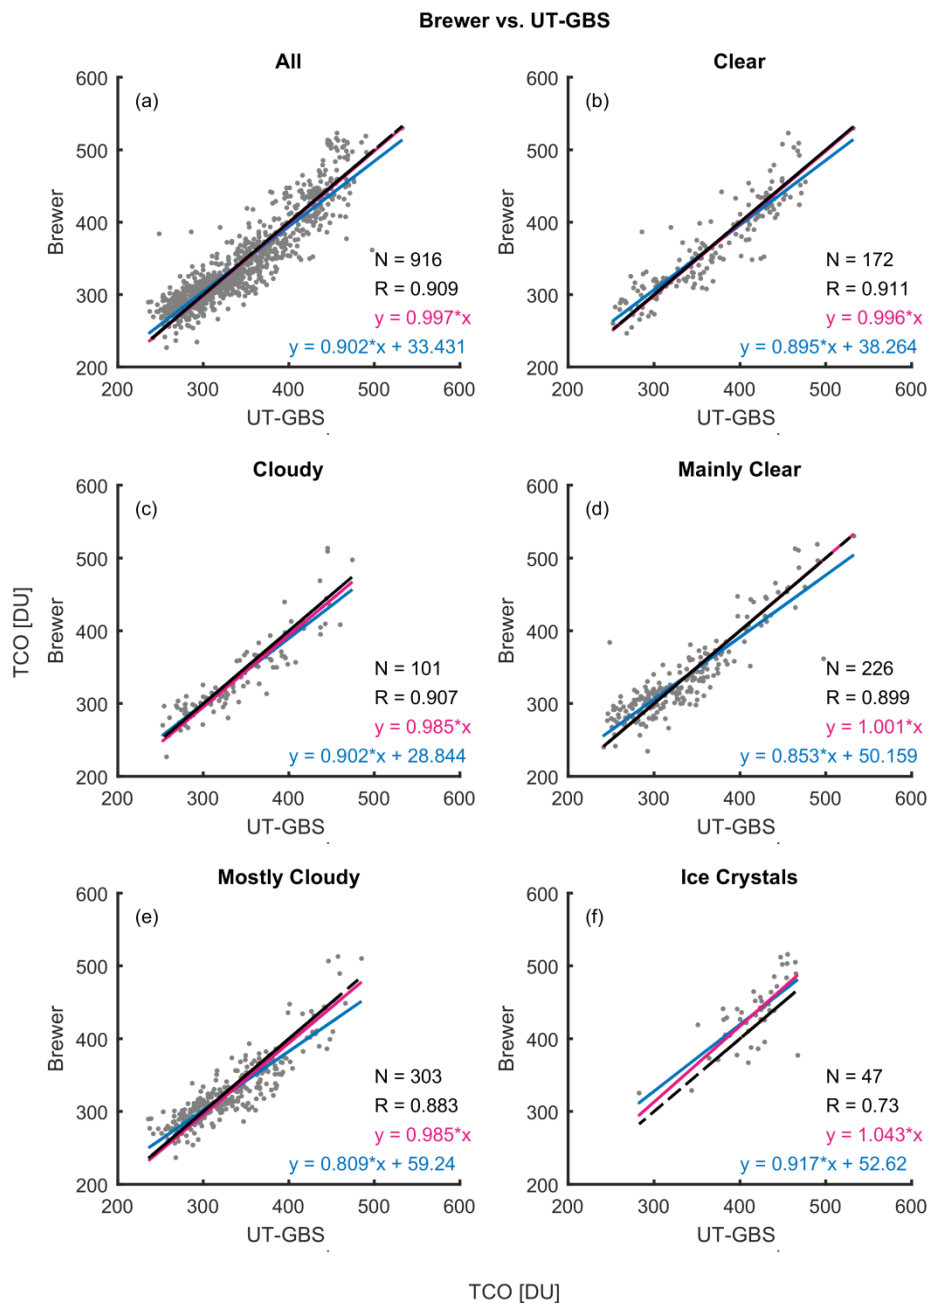 Brewer vs. UT-GBS
All
600
(a)
500
Brewer
400
N = 916
300
R = 0.909
y = 0.997*x
y = 0.902*x + 33.431
200
200 300 400 500 600
UT-GBS
Clear
600
(b)
500
Brewer
400
N = 172
300
R = 0.911
y = 0.996*x
y = 0.895*x + 38.264
200
200 300 400 500 600
UT-GBS
TCO [DU]
Cloudy
600
(c)
500
Brewer
400
N = 101
R = 0.907
300
y = 0.985*x
y = 0.902*x + 28.844
200
200 300 400 500 600
UT-GBS
Mainly Clear
600
(d)
500
Brewer
400
N = 226
R = 0.899
300
y = 1.001*x
y = 0.853*x + 50.159
200
200 300 400 500 600
UT-GBS
Mostly Cloudy
600
(e)
500
Brewer
400
N = 303
R = 0.883
300
y = 0.985*x
y = 0.809*x + 59.24
200
200 300 400 500 600
UT-GBS
Ice Crystals
600
(f)
500
Brewer
400
N = 47
R = 0.73
300
y = 1.043*x
y = 0.917*x + 52.62
200
200 300 400 500 600
UT-GBS
TCO [DU]